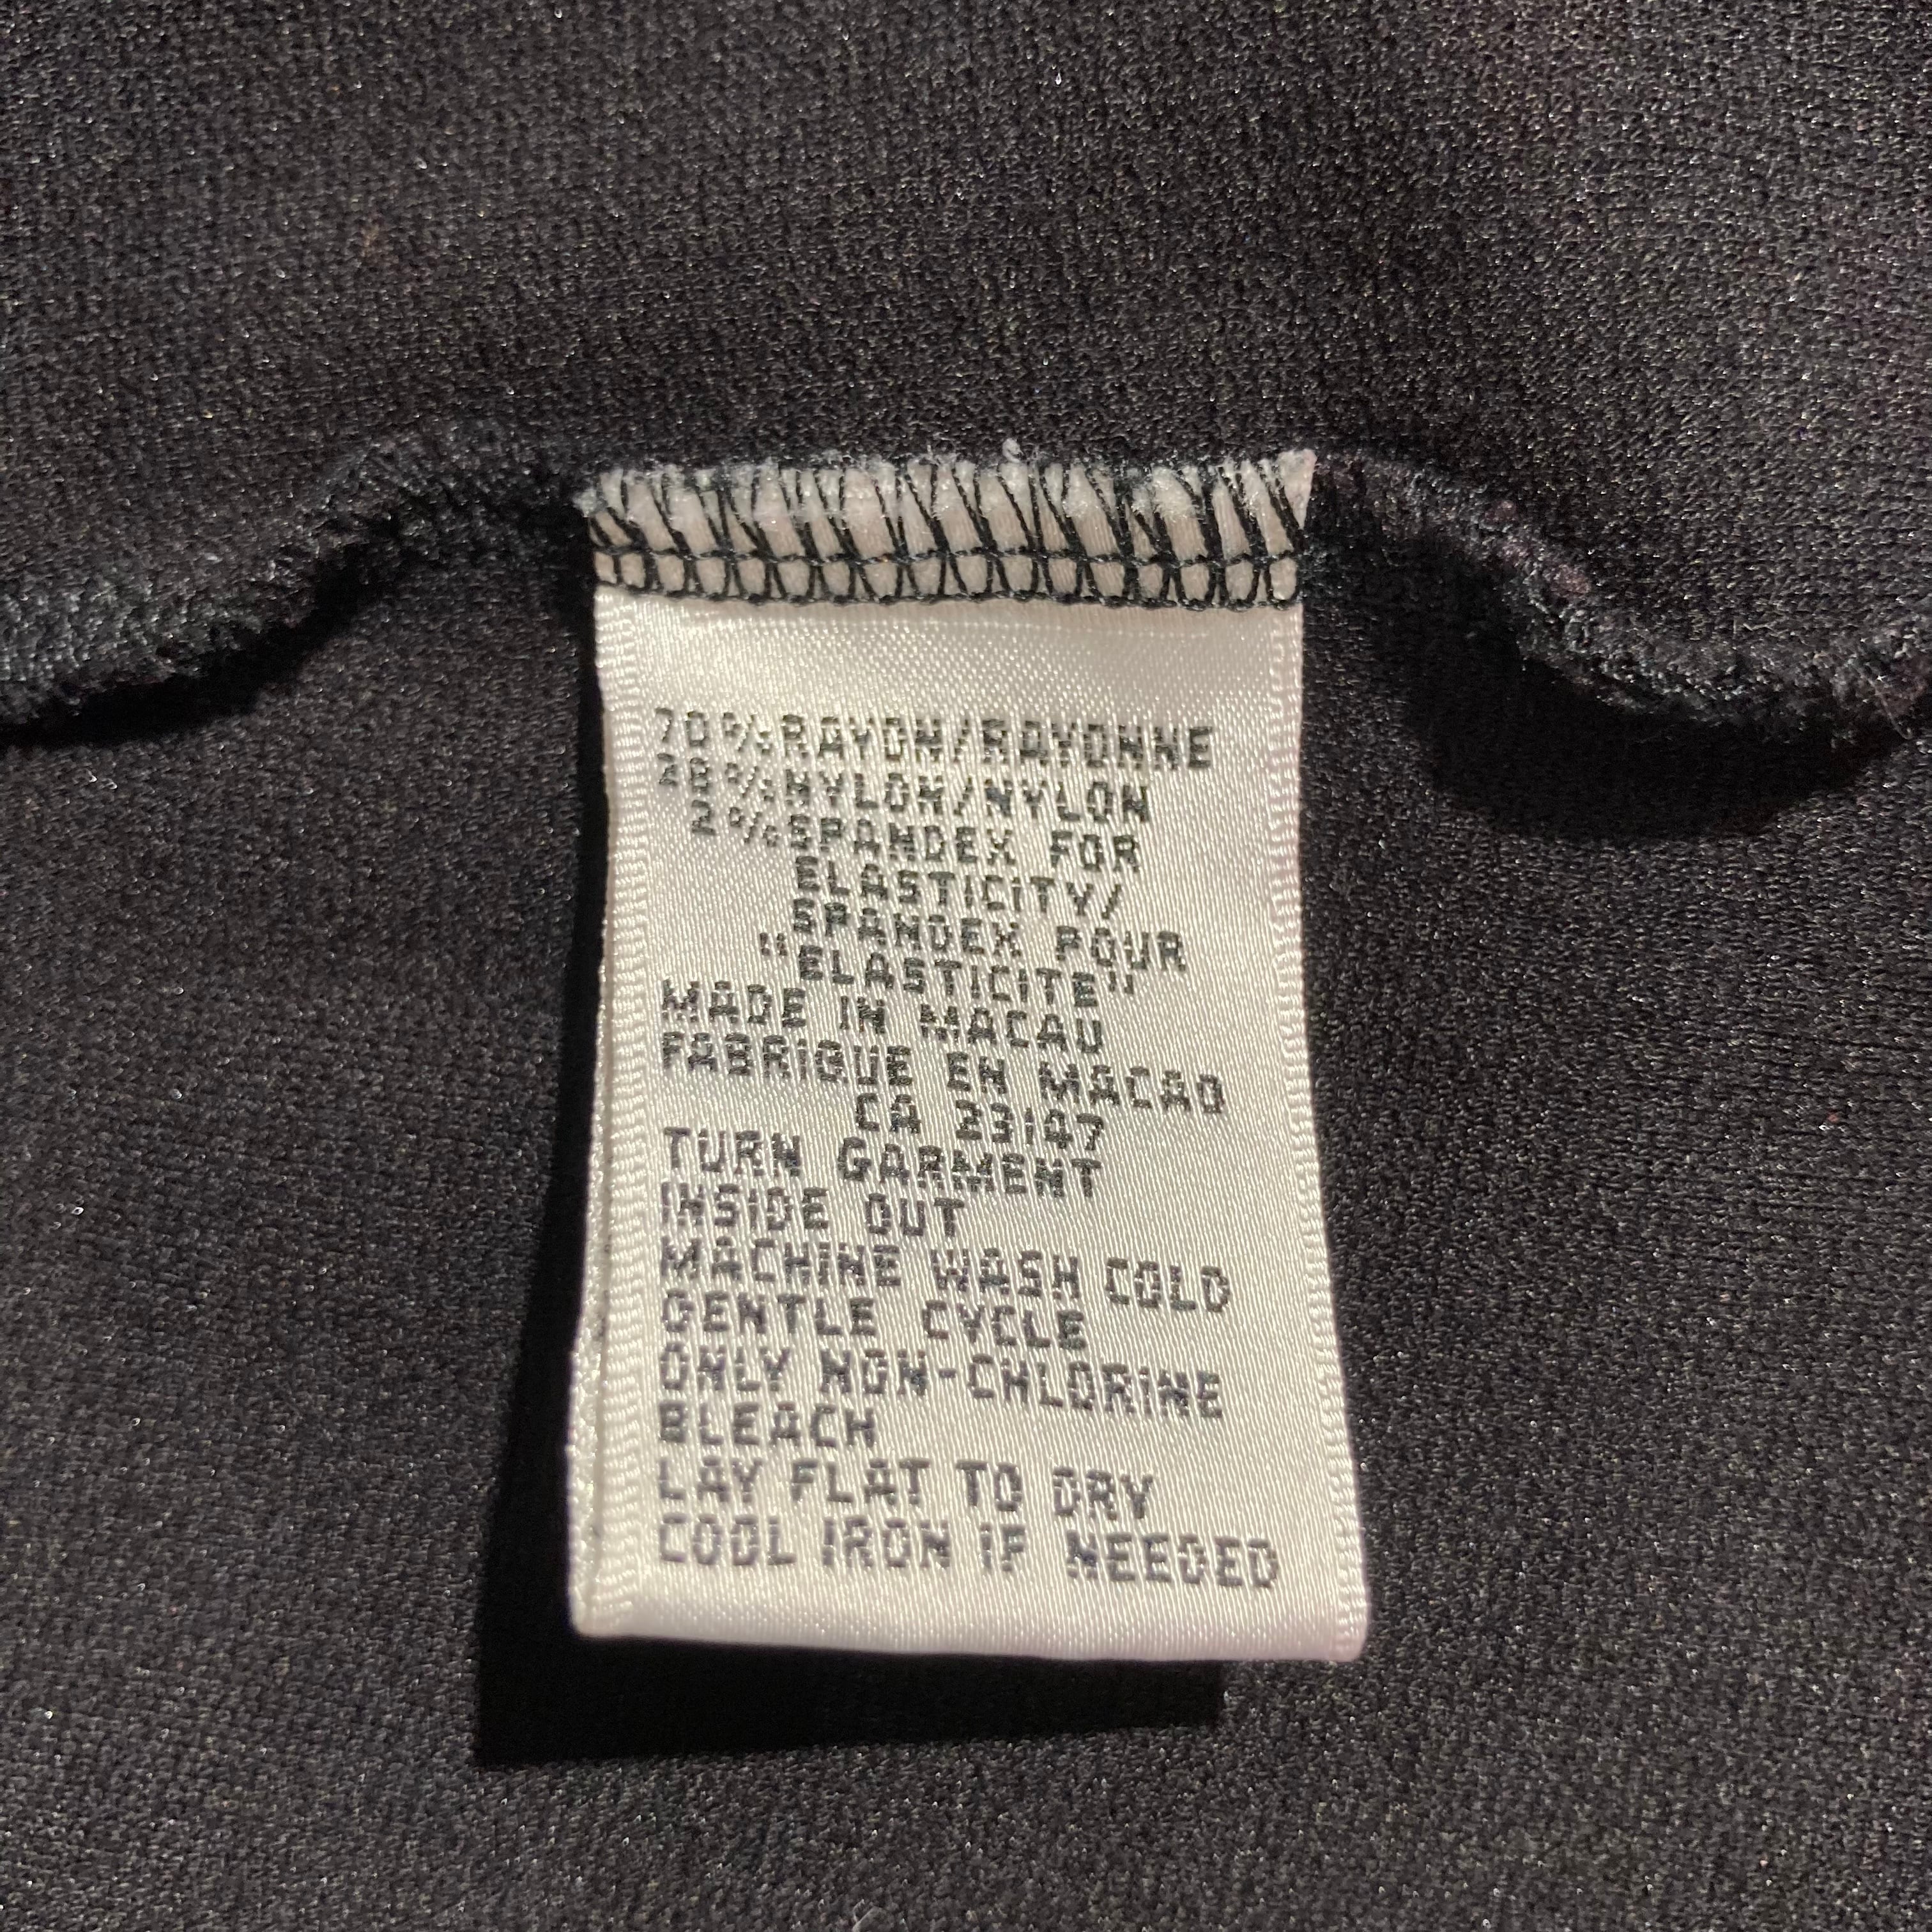 70%RAYON/RAYONNE
28%NYLON/NYLON
2%SPANDEX FOR
ELASTICITY/
SPANDEX POUR
"ELASTICITE"
MADE IN MACAU
FABRIQUE EN MACAO
CA 23147
TURN GARMENT
INSIDE OUT
MACHINE WASH COLD
GENTLE CYCLE
ONLY NON-CHLORINE
BLEACH
LAY FLAT TO DRY
COOL IRON IF NEEDED